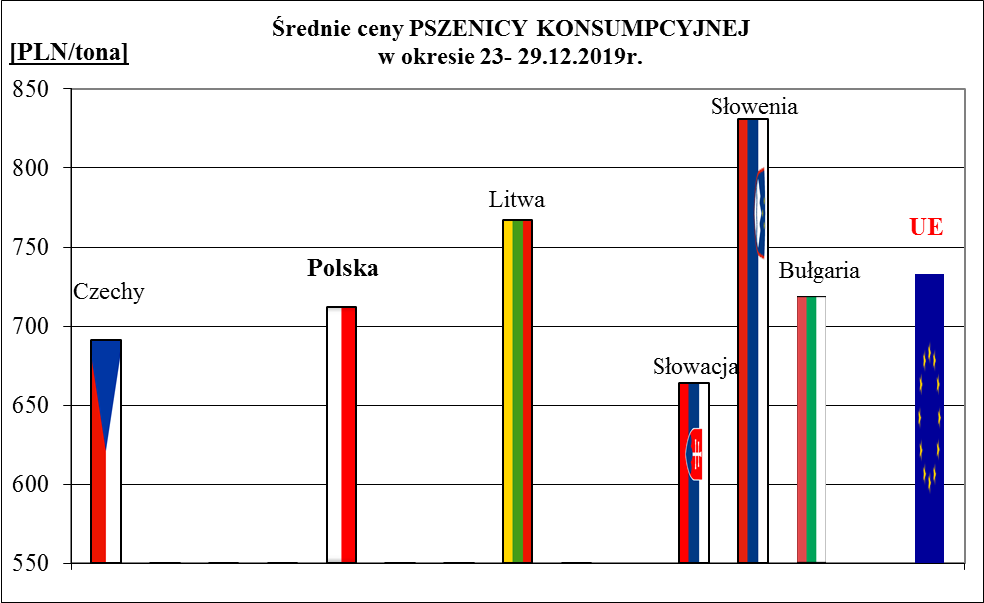 Średnie ceny PSZENICY KONSUMPCYJNEJ
w okresie 23- 29.12.2019r.
[PLN/tona]
850
800
750
700
650
600
550
Czechy
Polska
Litwa
Słowacja
Słowenia
Bułgaria
UE